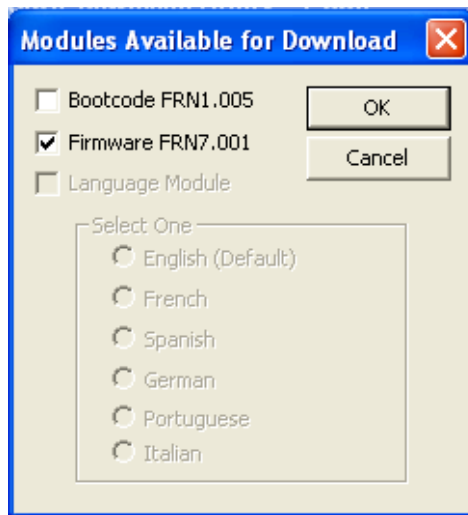 Modules Available for Download
Bootcode FRN1.005
OK
Firmware FRN7.001
Cancel
Language Module
Select One
English (Default)
French
Spanish
German
Portuguese
Italian